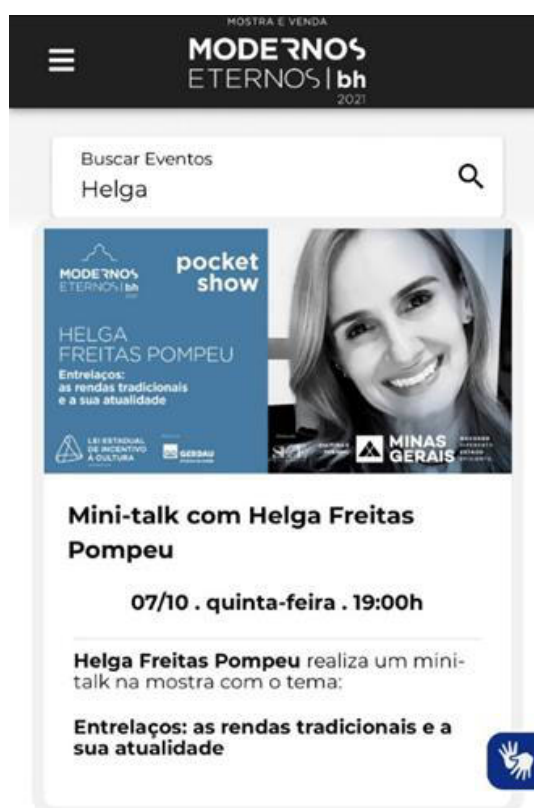 MOSTRA E VENDA
MODERNOS
ETERNOS | bh
2021
Buscar Eventos
Helga
MODERNOS
ETERNOS | bh
pocket
show
HELGA
FREITAS POMPEU
Entrelaços:
as rendas tradicionais
e a sua atualidade
LEI ESTADUAL
DE INCENTIVO
À CULTURA
GERDAU
MINAS
GERAIS
Mini-talk com Helga Freitas
Pompeu
07/10 . quinta-feira . 19:00h
Helga Freitas Pompeu realiza um mini-
talk na mostra com o tema:
Entrelaços: as rendas tradicionais e a
sua atualidade